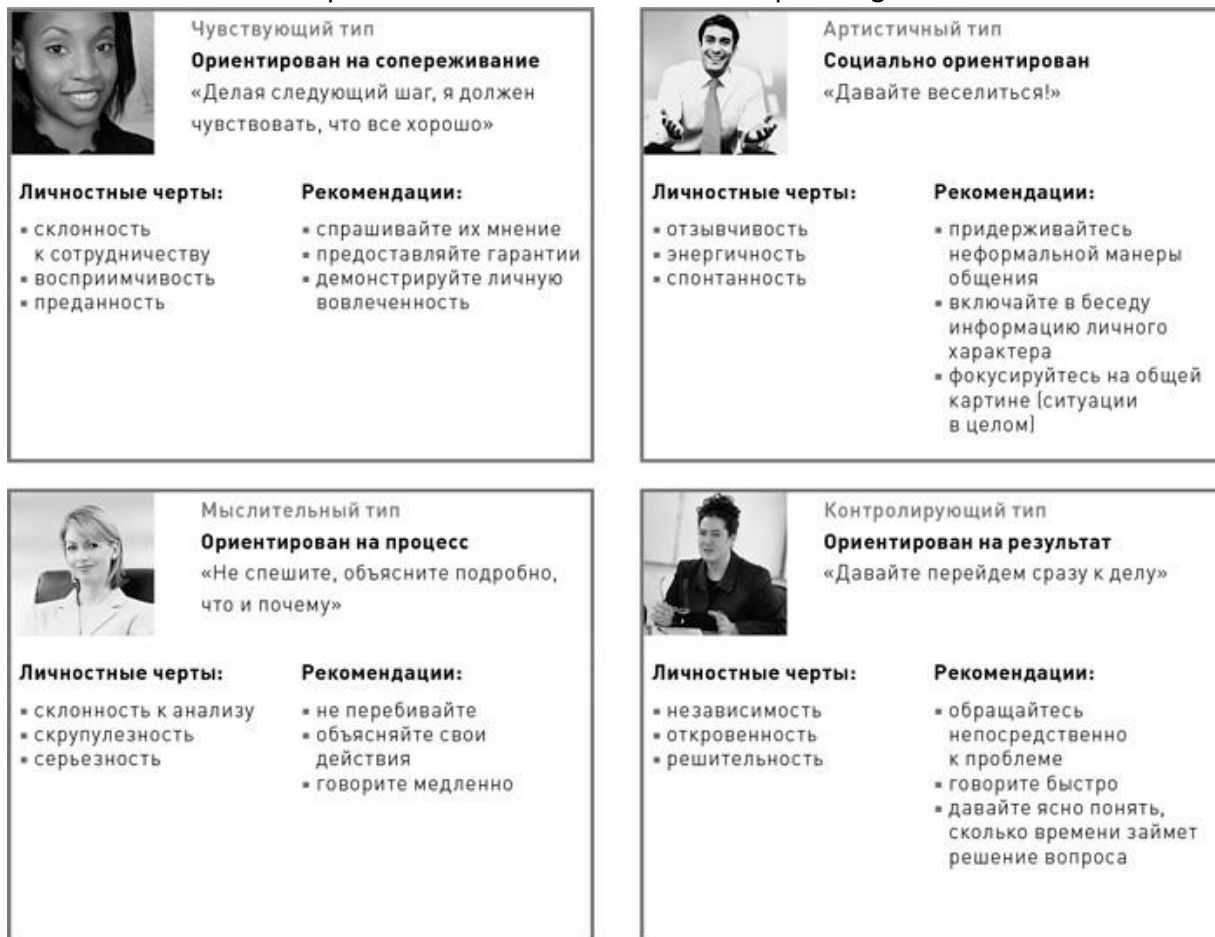 Чувствующий тип
Ориентирован на сопереживание
«Делая следующий шаг, я должен
чувствовать, что все хорошо»
Личностные черты:
▪ склонность
к сотрудничеству
▪ восприимчивость
▪ преданность
Рекомендации:
▪ спрашивайте их мнение
▪ предоставляйте гарантии
▪ демонстрируйте личную
вовлеченность
Артистичный тип
Социально ориентирован
«Давайте веселиться!»
Личностные черты:
▪ отзывчивость
▪ энергичность
▪ спонтанность
Рекомендации:
▪ придерживайтесь
неформальной манеры
общения
▪ включайте в беседу
информацию личного
характера
▪ фокусируйтесь на общей
картине (ситуации
в целом)
Мыслительный тип
Ориентирован на процесс
«Не спешите, объясните подробно,
что и почему»
Личностные черты:
▪ склонность к анализу
▪ скрупулезность
▪ серьезность
Рекомендации:
▪ не перебивайте
▪ объясняйте свои
действия
▪ говорите медленно
Контролирующий тип
Ориентирован на результат
«Давайте перейдем сразу к делу»
Личностные черты:
▪ независимость
▪ откровенность
▪ решительность
Рекомендации:
▪ обращайтесь
непосредственно
к проблеме
▪ говорите быстро
▪ давайте ясно понять,
сколько времени займет
решение вопроса